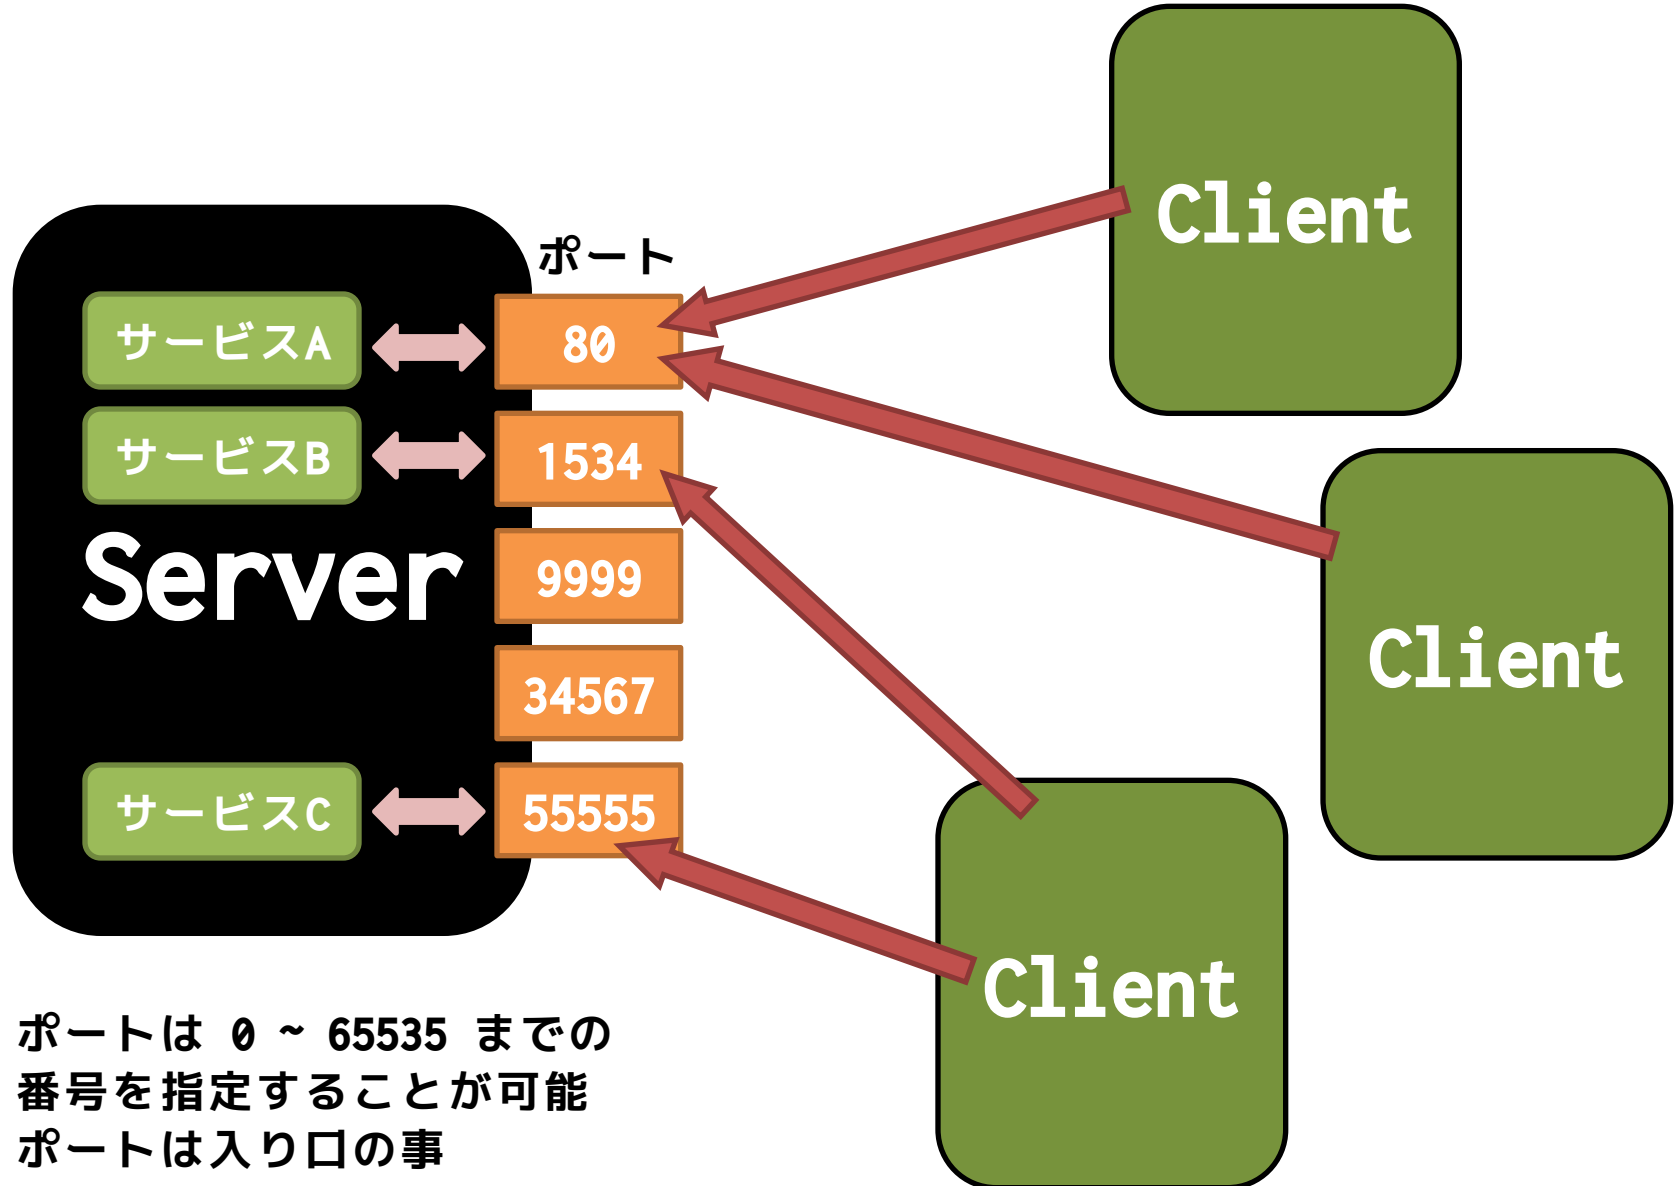 Client
ポート
サービスA
80
サービスB
1534
Server
9999
Client
34567
サービスC
55555
Client
ポートは 0 ~ 65535 までの
番号を指定することが可能
ポートは入り口の事